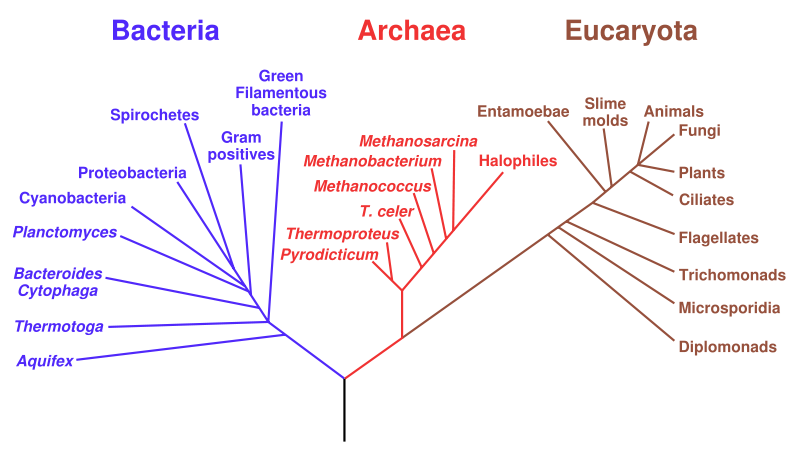 Bacteria
Archaea
Eucaryota
Green
Filamentous
bacteria
Spirochetes
Gram
positives
Proteobacteria
Cyanobacteria
Planctomyces
Bacteroides
Cytophaga
Thermotoga
Aquifex
Methanosarcina
Methanobacterium
Halophiles
Methanococcus
T. celer
Thermoproteus
Pyrodicticum
Entamoebae
Slime
molds
Animals
Fungi
Plants
Ciliates
Flagellates
Trichomonads
Microsporidia
Diplomonads